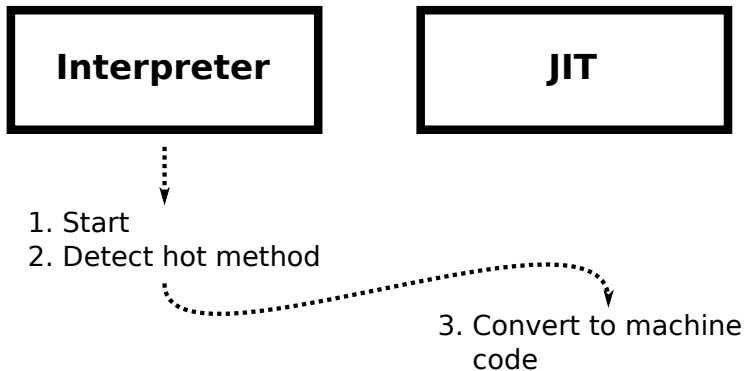 Interpreter
JIT
1. Start
2. Detect hot method
3. Convert to machine
code